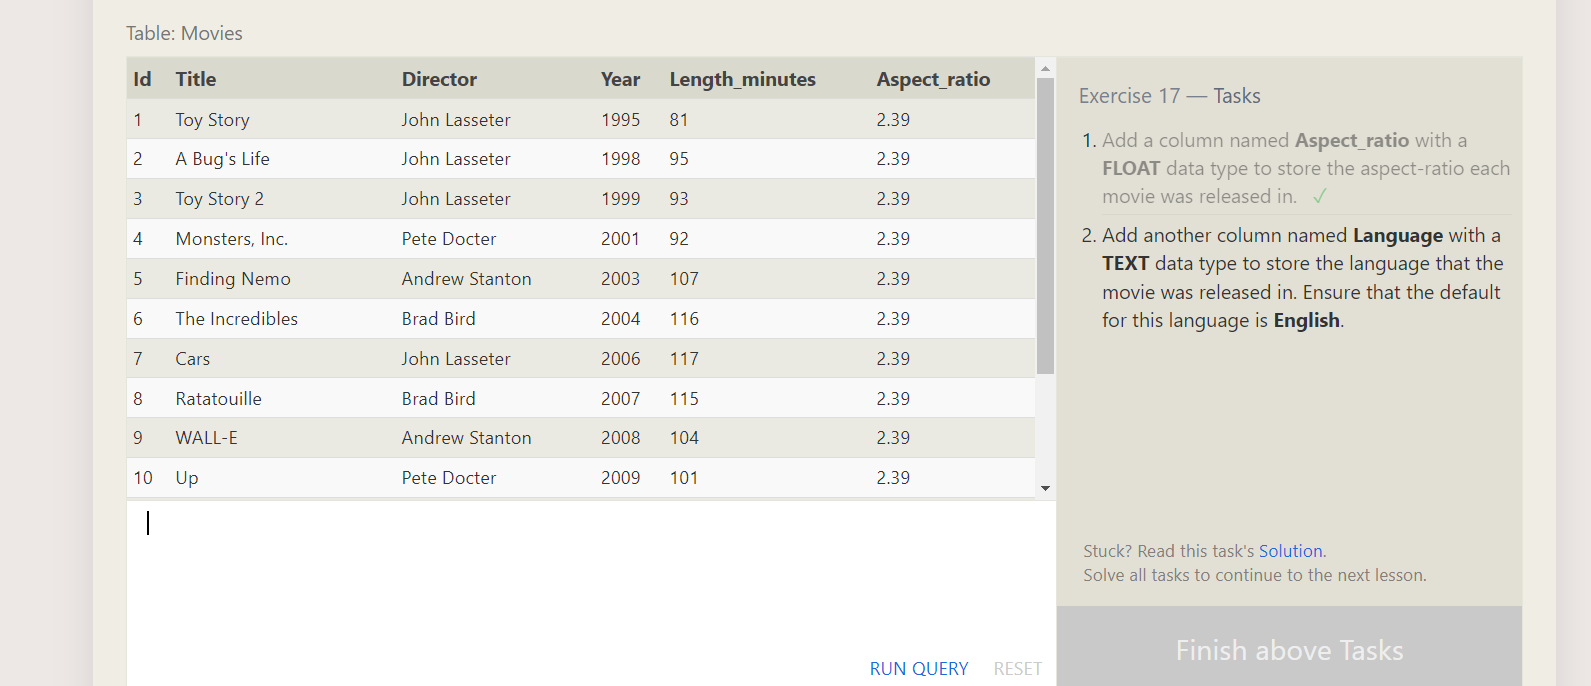 Table: Movies
Id Title Director Year Length_minutes Aspect_ratio
1 Toy Story John Lasseter 1995 81 2.39
2 A Bug's Life John Lasseter 1998 95 2.39
3 Toy Story 2 John Lasseter 1999 93 2.39
4 Monsters, Inc. Pete Docter 2001 92 2.39
5 Finding Nemo Andrew Stanton 2003 107 2.39
6 The Incredibles Brad Bird 2004 116 2.39
7 Cars John Lasseter 2006 117 2.39
8 Ratatouille Brad Bird 2007 115 2.39
9 WALL-E Andrew Stanton 2008 104 2.39
10 Up Pete Docter 2009 101 2.39
RUN QUERY RESET
Exercise 17 — Tasks
1. Add a column named Aspect_ratio with a
FLOAT data type to store the aspect-ratio each
movie was released in. ✓
2. Add another column named Language with a
TEXT data type to store the language that the
movie was released in. Ensure that the default
for this language is English.
Stuck? Read this task's Solution.
Solve all tasks to continue to the next lesson.
Finish above Tasks